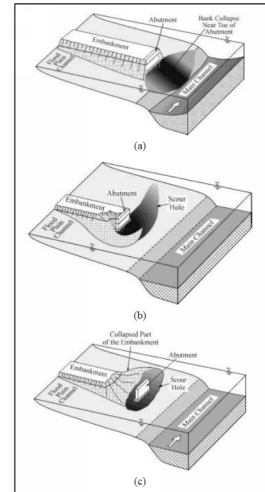 Abutment
Embankment
Bank Collapse
Near Toe of
Abutment
Flood Plain
Channel
Main Channel
(a)
Abutment
Scour
Hole
Embankment
Flood Plain
Channel
Main Channel
(b)
Collapsed Part
of the Embankment
Abutment
Embankment
Scour
Hole
Flood Plain
Channel
Main Channel
(c)